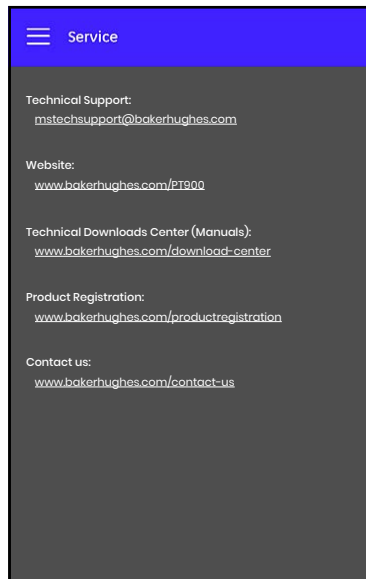 Service
Technical Support:
mstechsupport@bakerhughes.com
Website:
www.bakerhughes.com/PT900
Technical Downloads Center (Manuals):
www.bakerhughes.com/download-center
Product Registration:
www.bakerhughes.com/productregistration
Contact us:
www.bakerhughes.com/contact-us